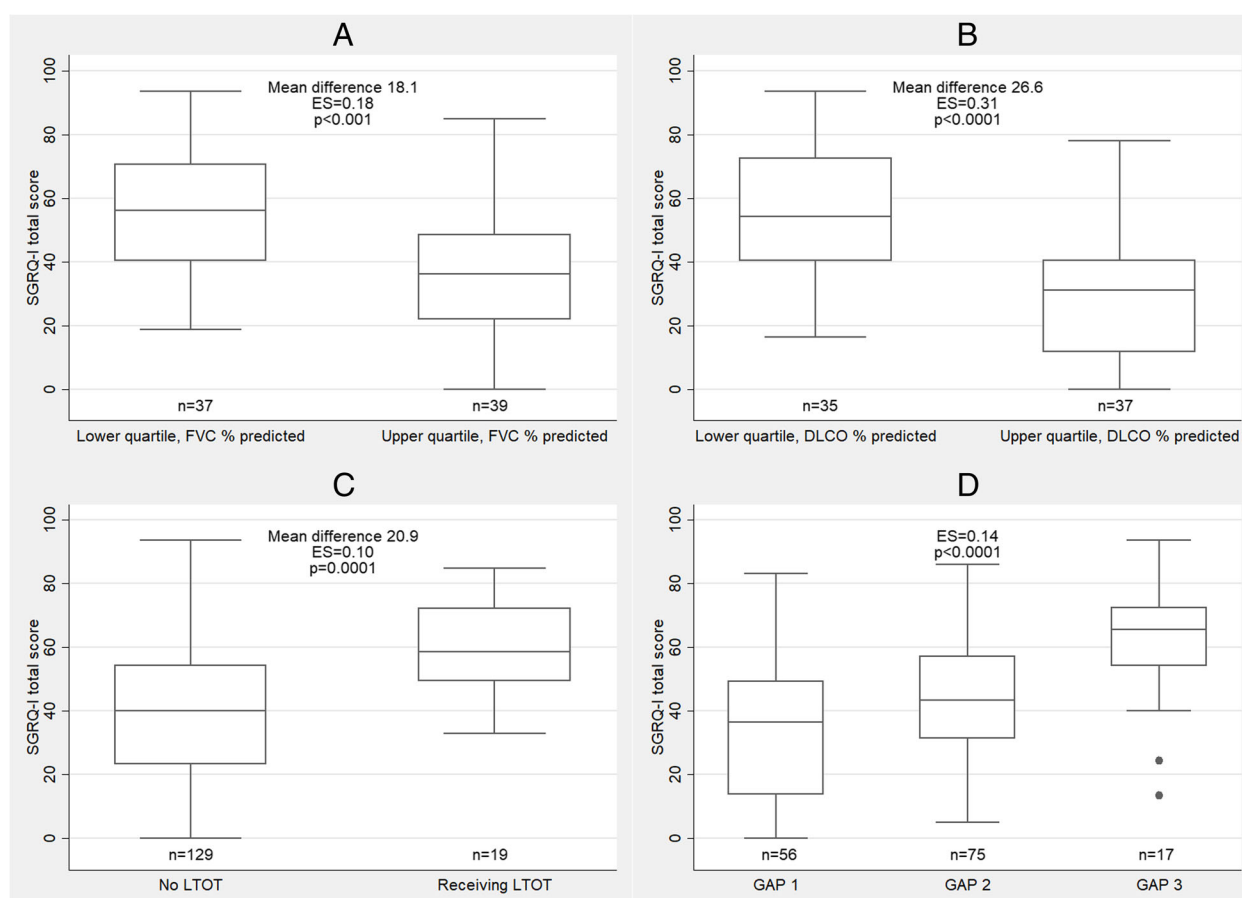 A
Mean difference 18.1
ES=0.18
p<0.001
SGRQ-I total score
100
80
60
40
20
0
n=37
n=39
Lower quartile, FVC % predicted
Upper quartile, FVC % predicted
B
Mean difference 26.6
ES=0.31
p<0.0001
SGRQ-I total score
100
80
60
40
20
0
n=35
n=37
Lower quartile, DLCO % predicted
Upper quartile, DLCO % predicted
C
Mean difference 20.9
ES=0.10
p=0.0001
SGRQ-I total score
100
80
60
40
20
0
n=129
n=19
No LTOT
Receiving LTOT
D
ES=0.14
p<0.0001
SGRQ-I total score
100
80
60
40
20
0
n=56
n=75
n=17
GAP 1
GAP 2
GAP 3